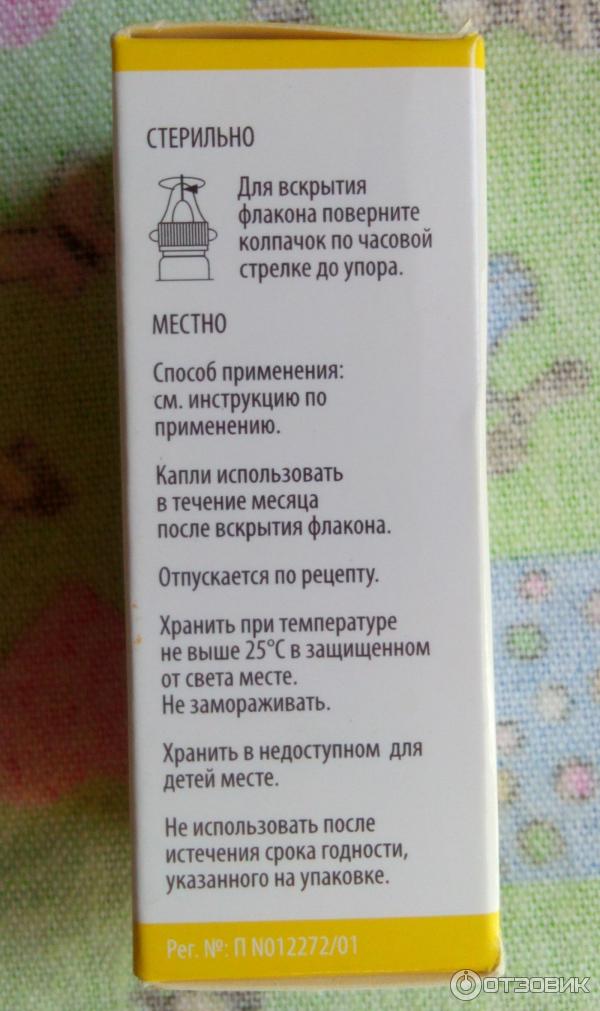 СТЕРИЛЬНО
Для вскрытия
флакона поверните
колпачок по часовой
стрелке до упора.
МЕСТНО
Способ применения:
см. инструкцию по
применению.
Капли использовать
в течение месяца
после вскрытия флакона.
Отпускается по рецепту.
Хранить при температуре
не выше 25°С в защищенном
от света месте.
Не замораживать.
Хранить в недоступном для
детей месте.
Не использовать после
истечения срока годности,
указанного на упаковке.
Рег. №: П N012272/01
ОТЗОВИК